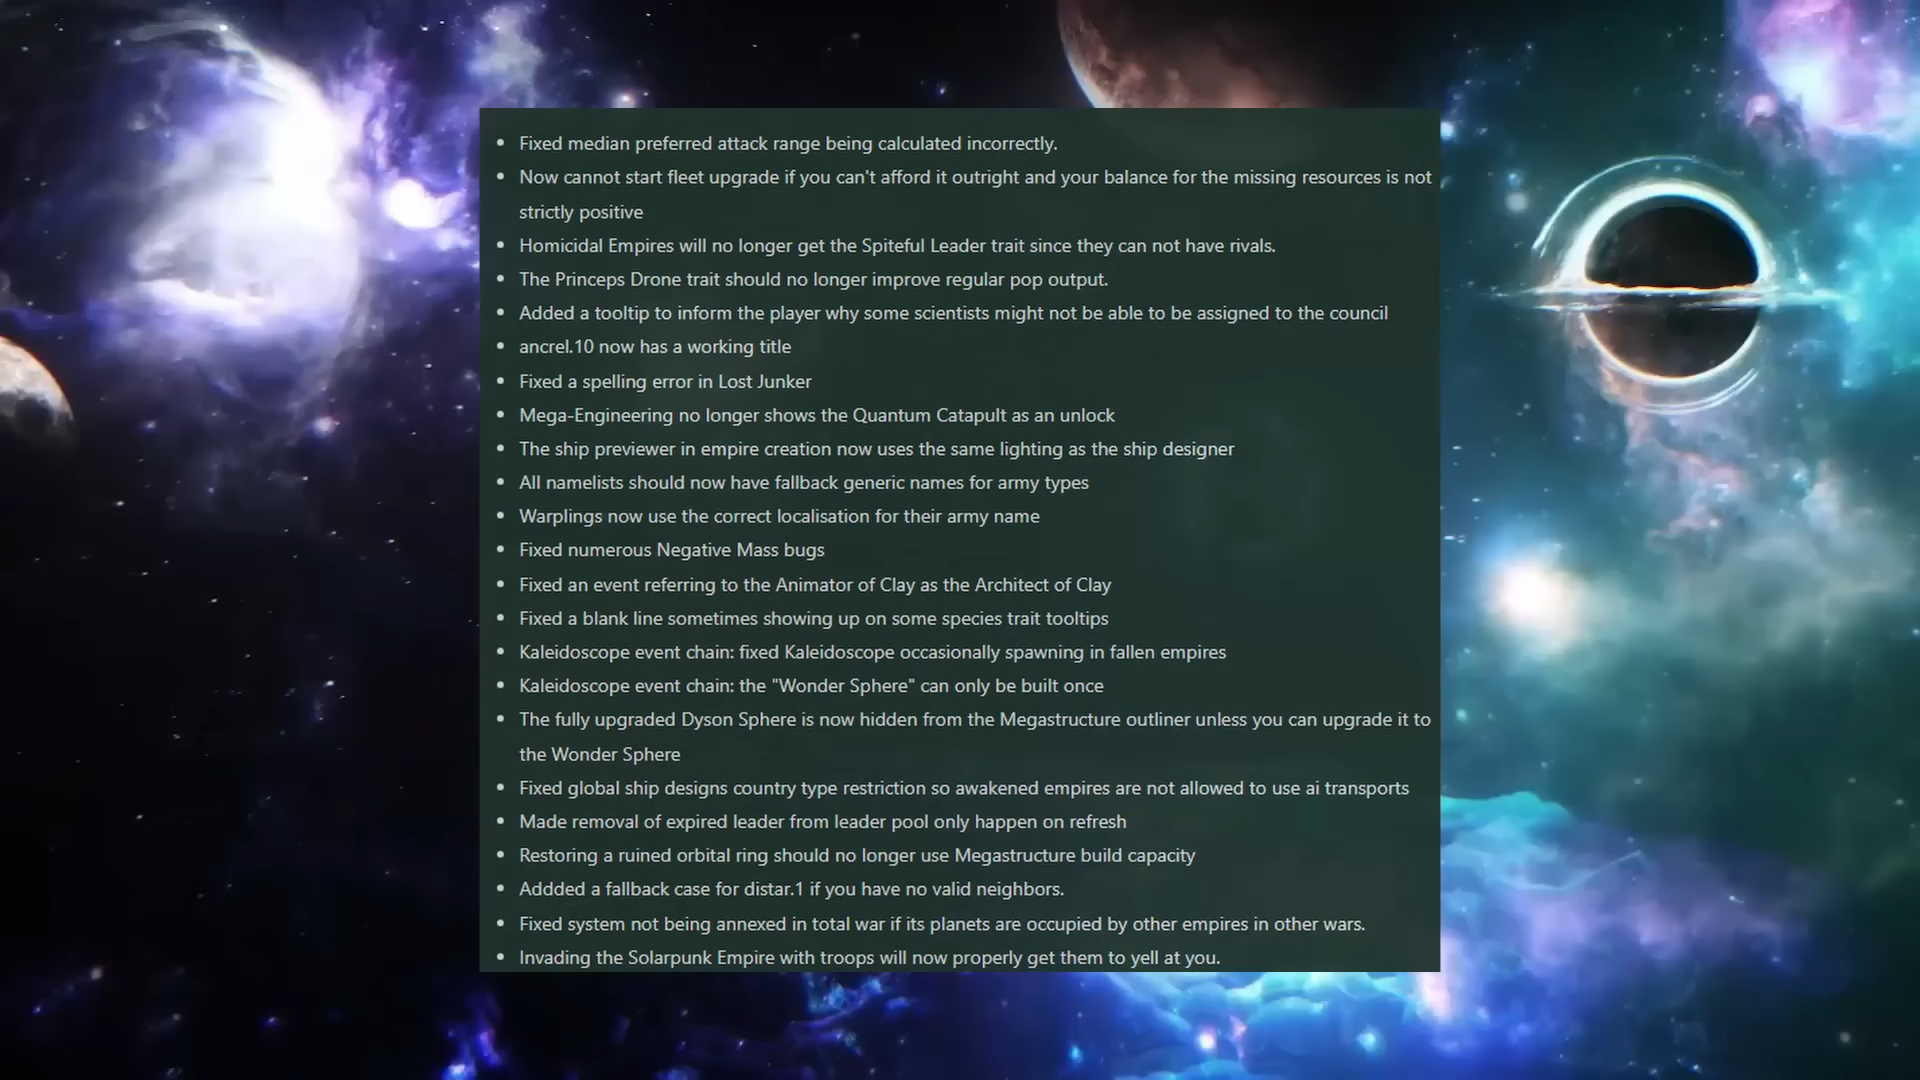 • Fixed median preferred attack range being calculated incorrectly.
• Now cannot start fleet upgrade if you can't afford it outright and your balance for the missing resources is not
strictly positive
• Homicidal Empires will no longer get the Spiteful Leader trait since they can not have rivals.
• The Princeps Drone trait should no longer improve regular pop output.
• Added a tooltip to inform the player why some scientists might not be able to be assigned to the council
• ancrel.10 now has a working title
• Fixed a spelling error in Lost Junker
• Mega-Engineering no longer shows the Quantum Catapult as an unlock
• The ship previewer in empire creation now uses the same lighting as the ship designer
• All namelists should now have fallback generic names for army types
• Warplings now use the correct localisation for their army name
• Fixed numerous Negative Mass bugs
• Fixed an event referring to the Animator of Clay as the Architect of Clay
• Fixed a blank line sometimes showing up on some species trait tooltips
• Kaleidoscope event chain: fixed Kaleidoscope occasionally spawning in fallen empires
• Kaleidoscope event chain: the "Wonder Sphere" can only be built once
• The fully upgraded Dyson Sphere is now hidden from the Megastructure outliner unless you can upgrade it to
the Wonder Sphere
• Fixed global ship designs country type restriction so awakened empires are not allowed to use ai transports
• Made removal of expired leader from leader pool only happen on refresh
• Restoring a ruined orbital ring should no longer use Megastructure build capacity
• Addded a fallback case for distar.1 if you have no valid neighbors.
• Fixed system not being annexed in total war if its planets are occupied by other empires in other wars.
• Invading the Solarpunk Empire with troops will now properly get them to yell at you.